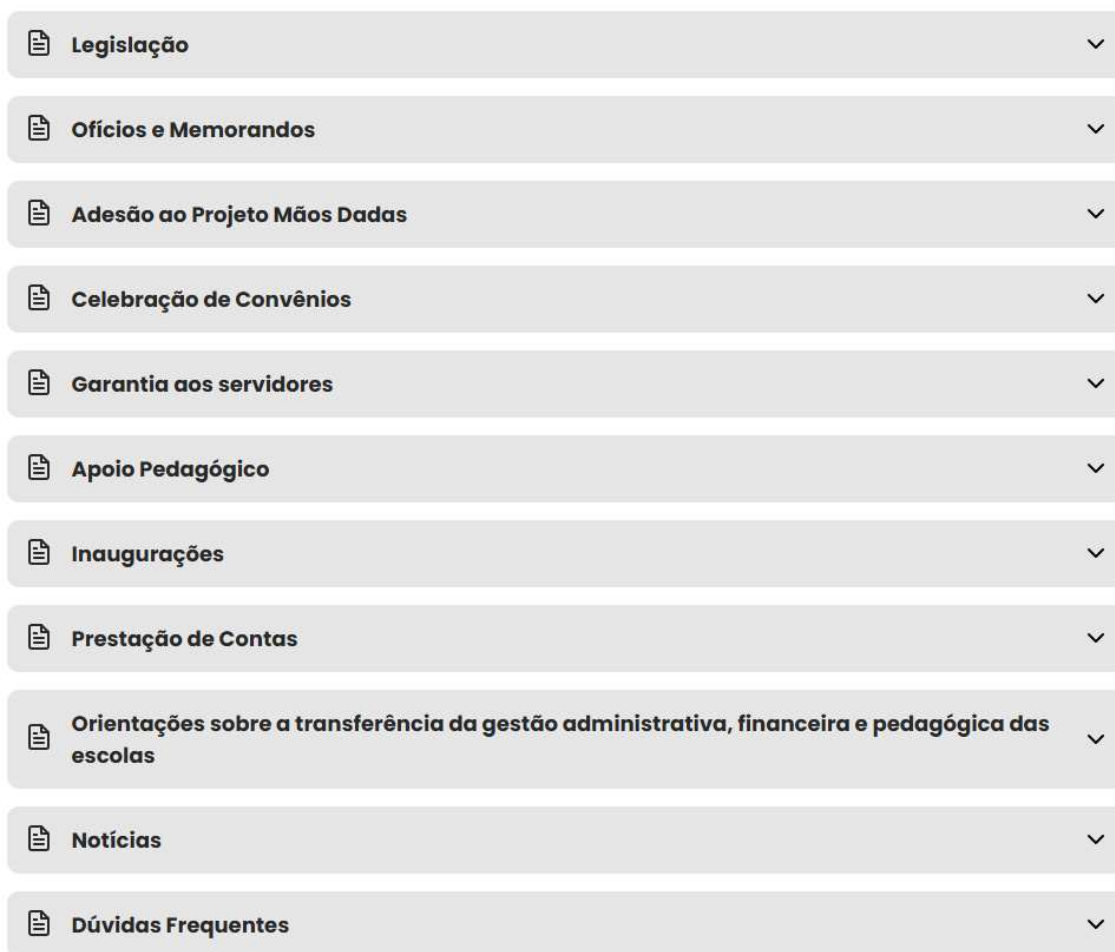 Legislação
Ofícios e Memorandos
Adesão ao Projeto Mãos Dadas
Celebração de Convênios
Garantia aos servidores
Apoio Pedagógico
Inaugurações
Prestação de Contas
Orientações sobre a transferência da gestão administrativa, financeira e pedagógica das
escolas
Notícias
Dúvidas Frequentes